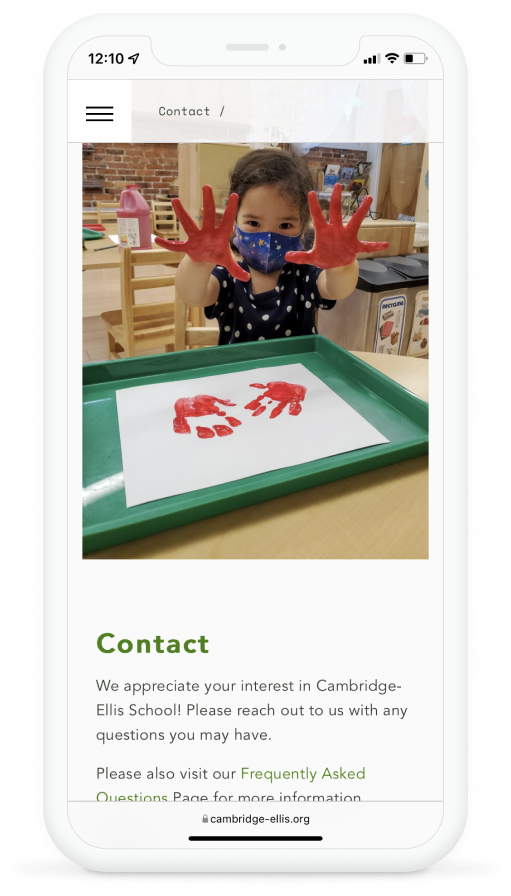 12:10
Contact /
RECYCLING
Contact
We appreciate your interest in Cambridge-
Ellis School! Please reach out to us with any
questions you may have.
Please also visit our Frequently Asked
Questions Page for more information
cambridge-ellis.org